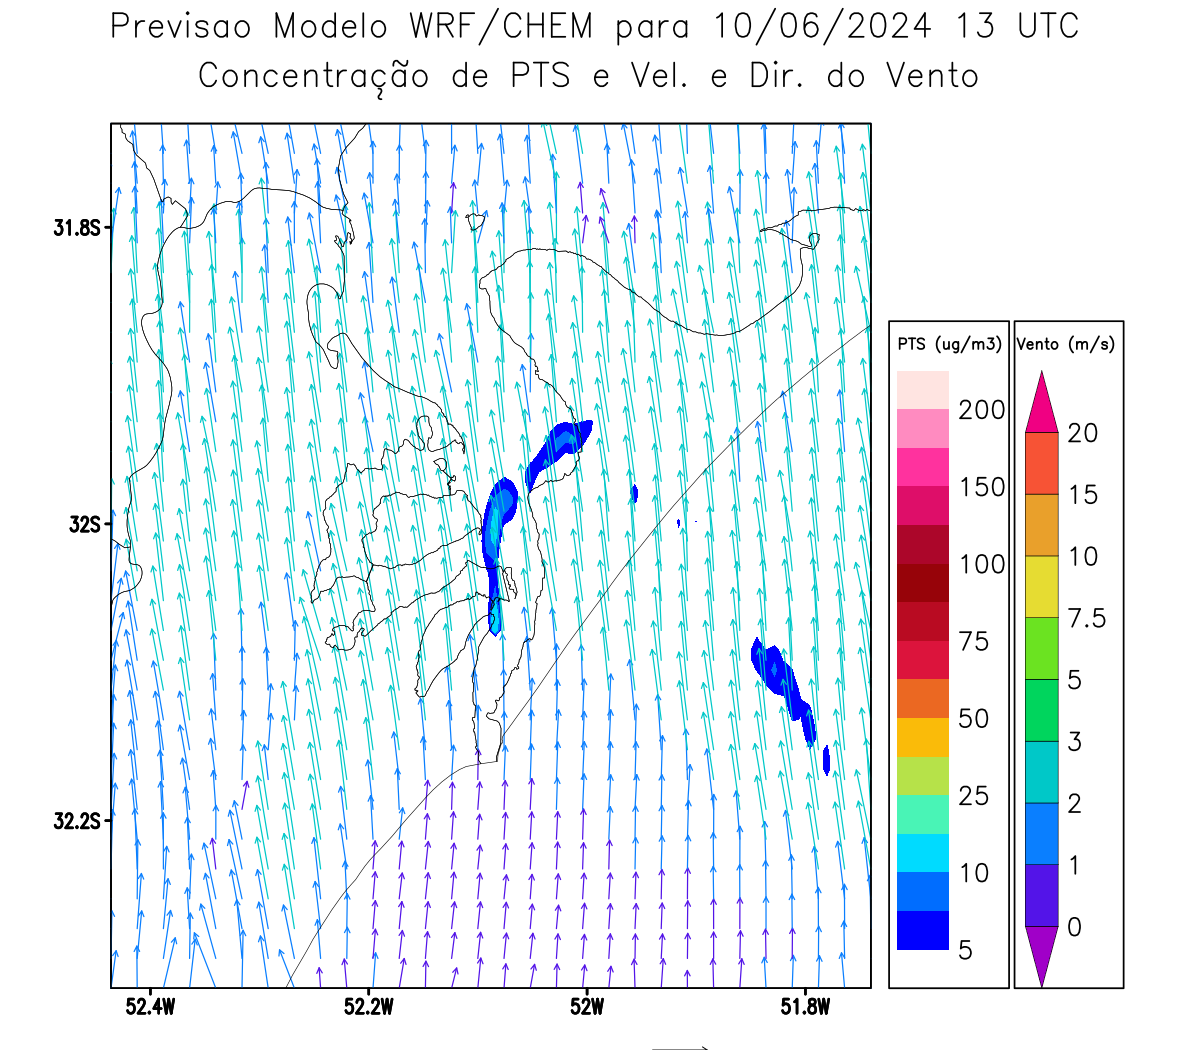 Previsao Modelo WRF/CHEM para 10/06/2024 13 UTC
Concentração de PTS e Vel. e Dir. do Vento
31.8S
32S
32.2S
52.4W
52.2W
52W
51.8W
PTS (ug/m3)
200
150
100
75
50
25
10
5
Vento (m/s)
20
15
10
7.5
5
3
2
1
0